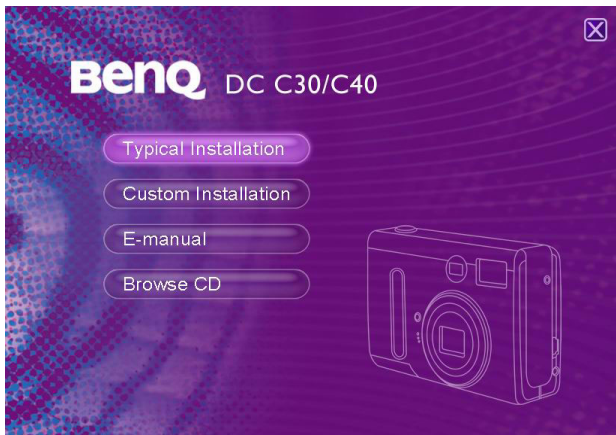 BenQ DC C30/C40
Typical Installation
Custom Installation
E-manual
Browse CD